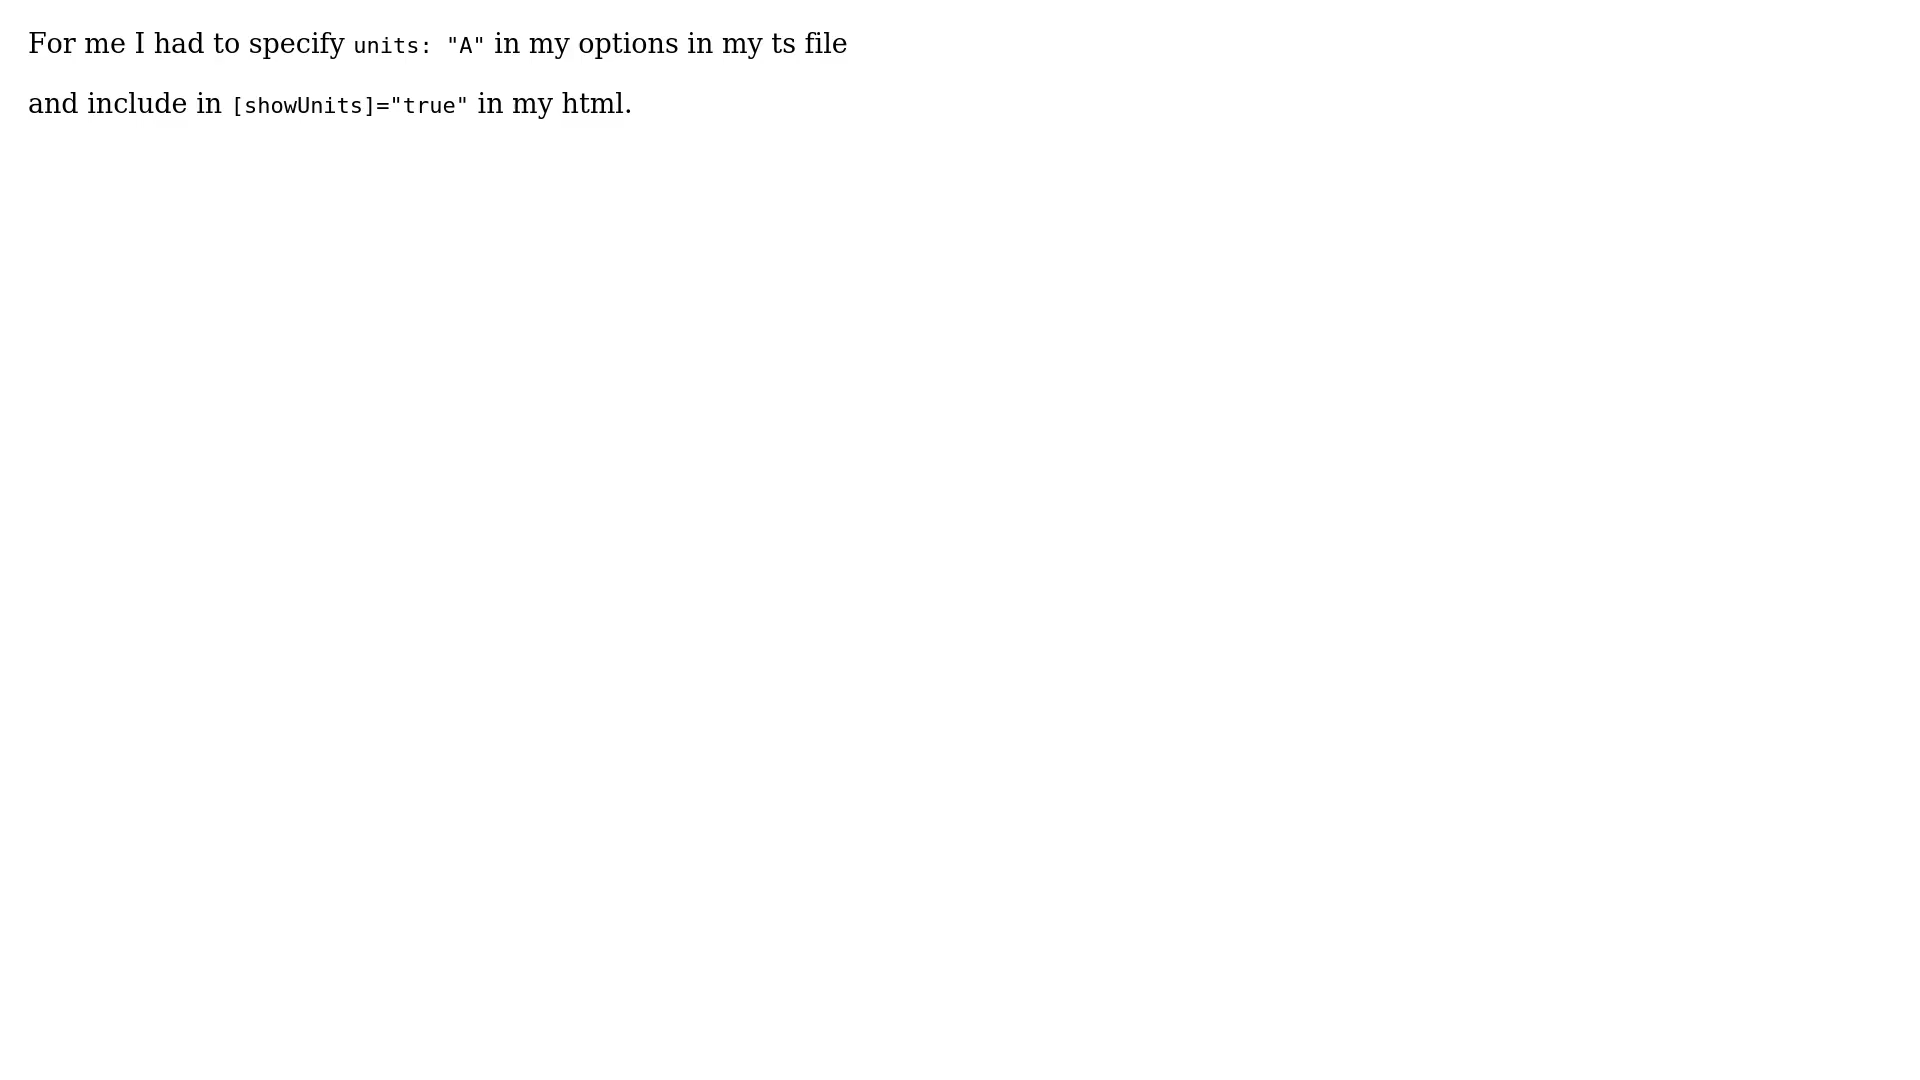 For me I had to specify units: "A" in my options in my ts file
and include in [showUnits]="true" in my html.